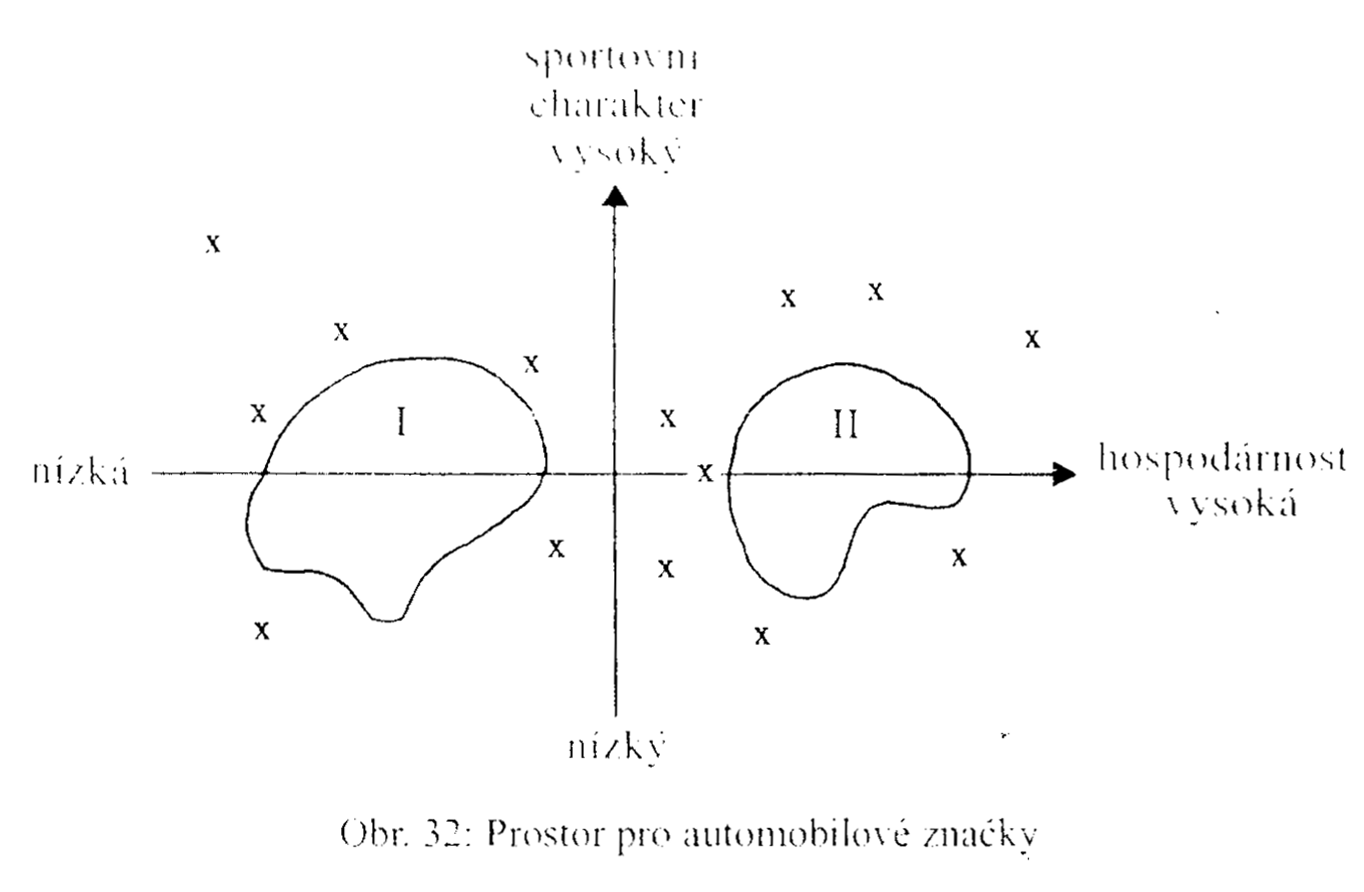 sportovní
charakter
vysoký
x
x x
x
x
x
x
x
I
II
nízká
x
hospodárnost
vysoká
x
x
x
x
x
nízký
Obr. 32: Prostor pro automobilové značky